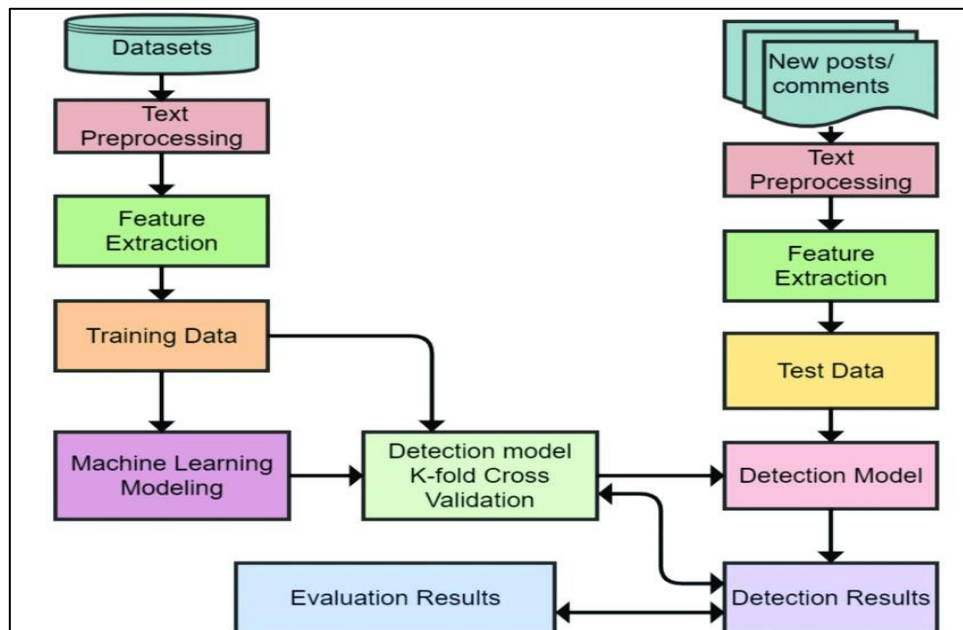 Datasets
Text
Preprocessing
Feature
Extraction
Training Data
Machine Learning
Modeling
Detection model
K-fold Cross
Validation
Evaluation Results
New posts/
comments
Text
Preprocessing
Feature
Extraction
Test Data
Detection Model
Detection Results